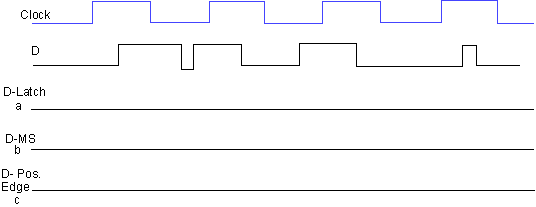 Clock
D
D-Latch
a
D-MS
b
D- Pos.
Edge
c